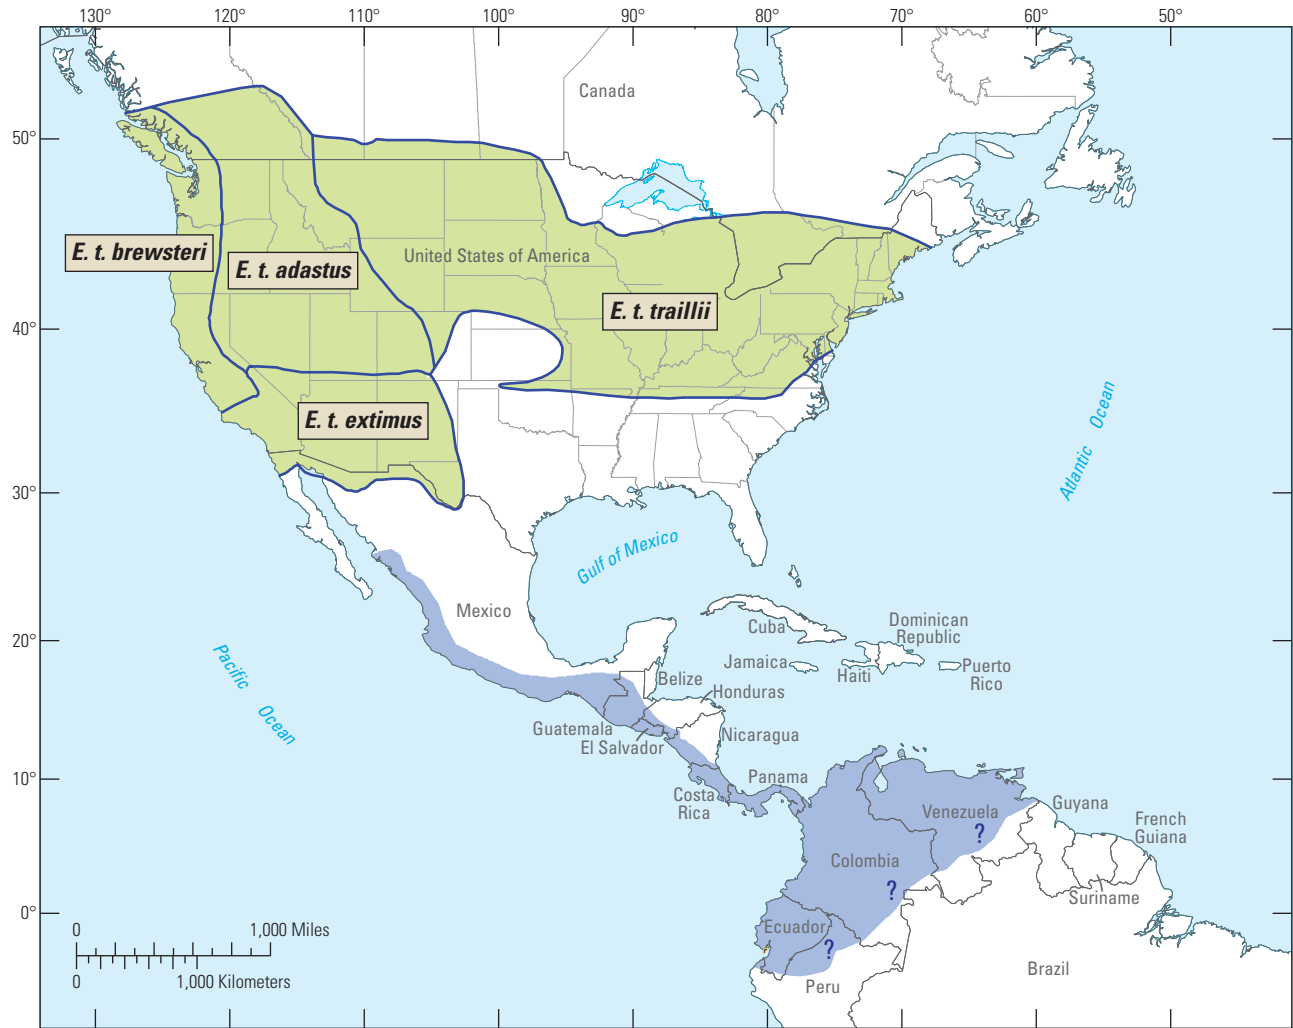 130°
120°
110°
100°
90°
80°
70°
60°
50°
Canada
50°
E. t. brewsteri
E. t. adastus
United States of America
E. t. traillii
40°
E. t. extimus
Atlantic Ocean
30°
Gulf of Mexico
Mexico
20°
Cuba
Dominican
Republic
Jamaica
Haiti
Puerto
Rico
Pacific Ocean
Belize
Honduras
Guatemala
El Salvador
Nicaragua
10°
Panama
Costa
Rica
Venezuela
?
Guyana
French
Guiana
Colombia
?
Suriname
0°
Ecuador
?
Peru
Brazil
0
1,000 Miles
0
1,000 Kilometers